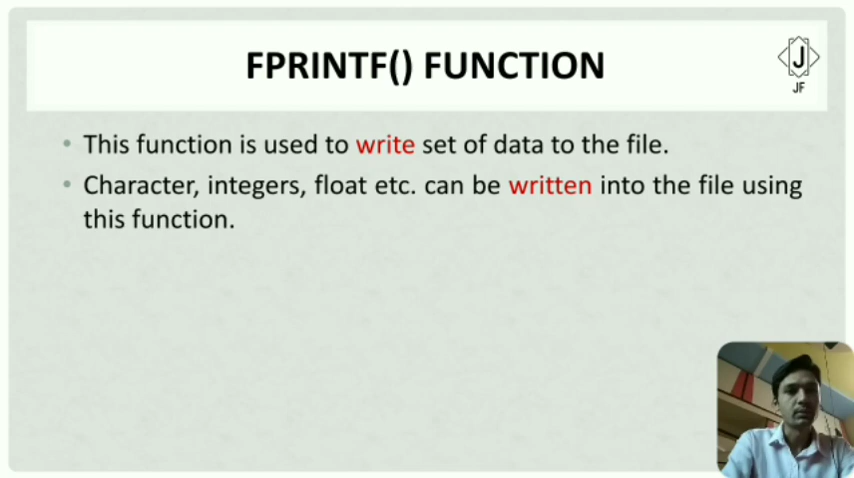 FPRINTF() FUNCTION
J
JF
• This function is used to write set of data to the file.
• Character, integers, float etc. can be written into the file using
this function.